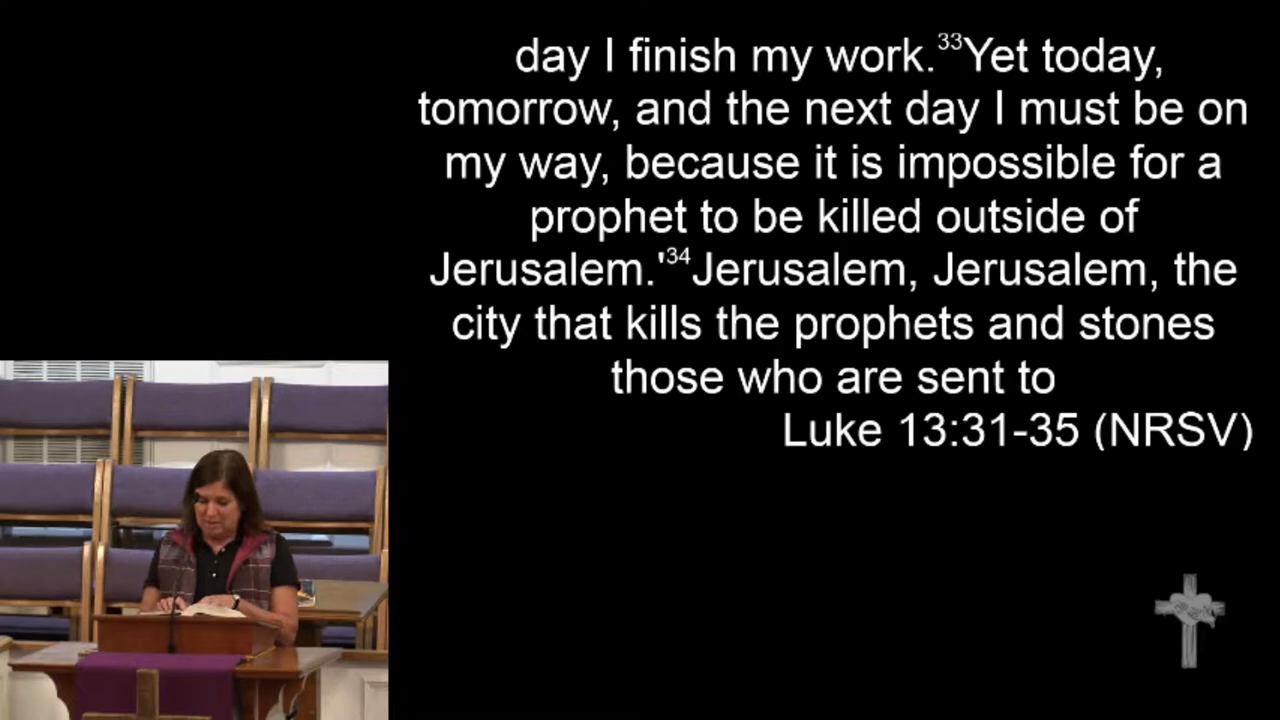 day I finish my work.³³Yet today,
tomorrow, and the next day I must be on
my way, because it is impossible for a
prophet to be killed outside of
Jerusalem.'³⁴Jerusalem, Jerusalem, the
city that kills the prophets and stones
those who are sent to
Luke 13:31-35 (NRSV)